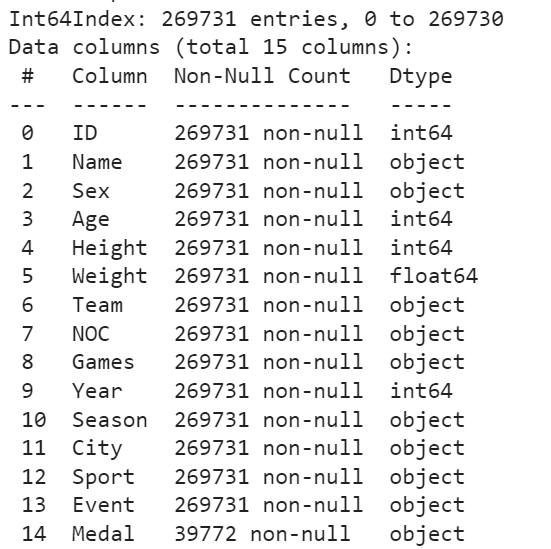 Int64Index: 269731 entries, 0 to 269730
Data columns (total 15 columns):
 #   Column  Non-Null Count   Dtype
---  ------  --------------   -----
 0   ID      269731 non-null  int64
 1   Name    269731 non-null  object
 2   Sex     269731 non-null  object
 3   Age     269731 non-null  int64
 4   Height  269731 non-null  int64
 5   Weight  269731 non-null  float64
 6   Team    269731 non-null  object
 7   NOC     269731 non-null  object
 8   Games   269731 non-null  object
 9   Year    269731 non-null  int64
 10  Season  269731 non-null  object
 11  City    269731 non-null  object
 12  Sport   269731 non-null  object
 13  Event   269731 non-null  object
 14  Medal   39772 non-null   object